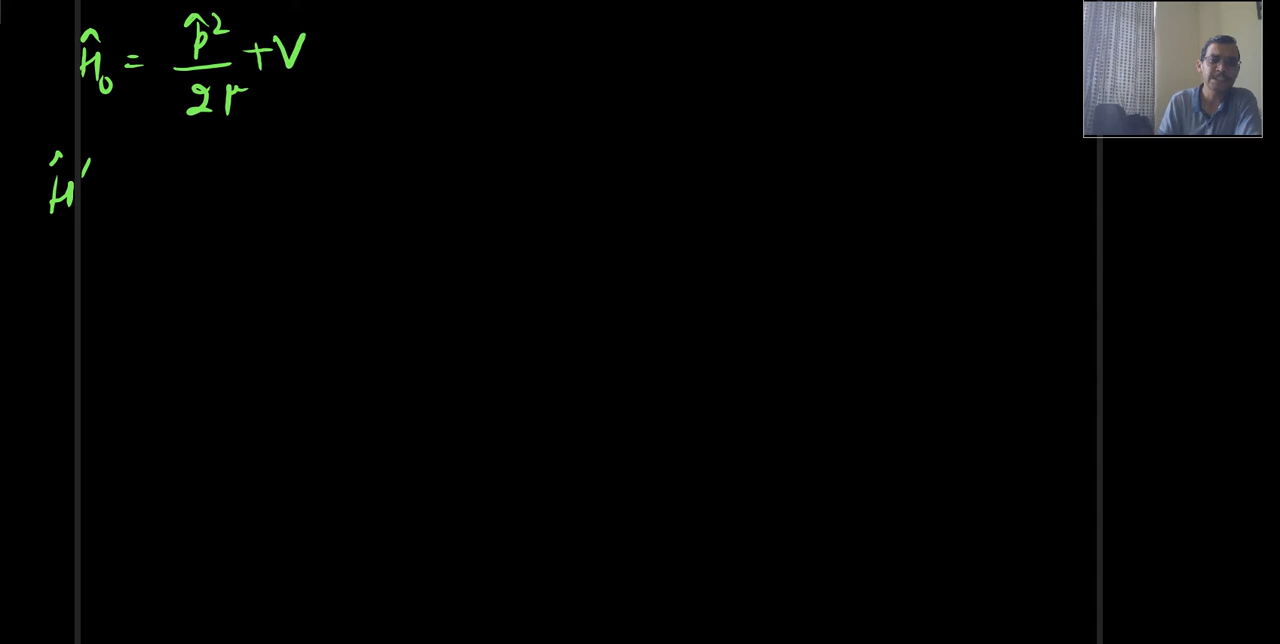 Ĥ₀ = p̂²/2μ + V
Ĥ′